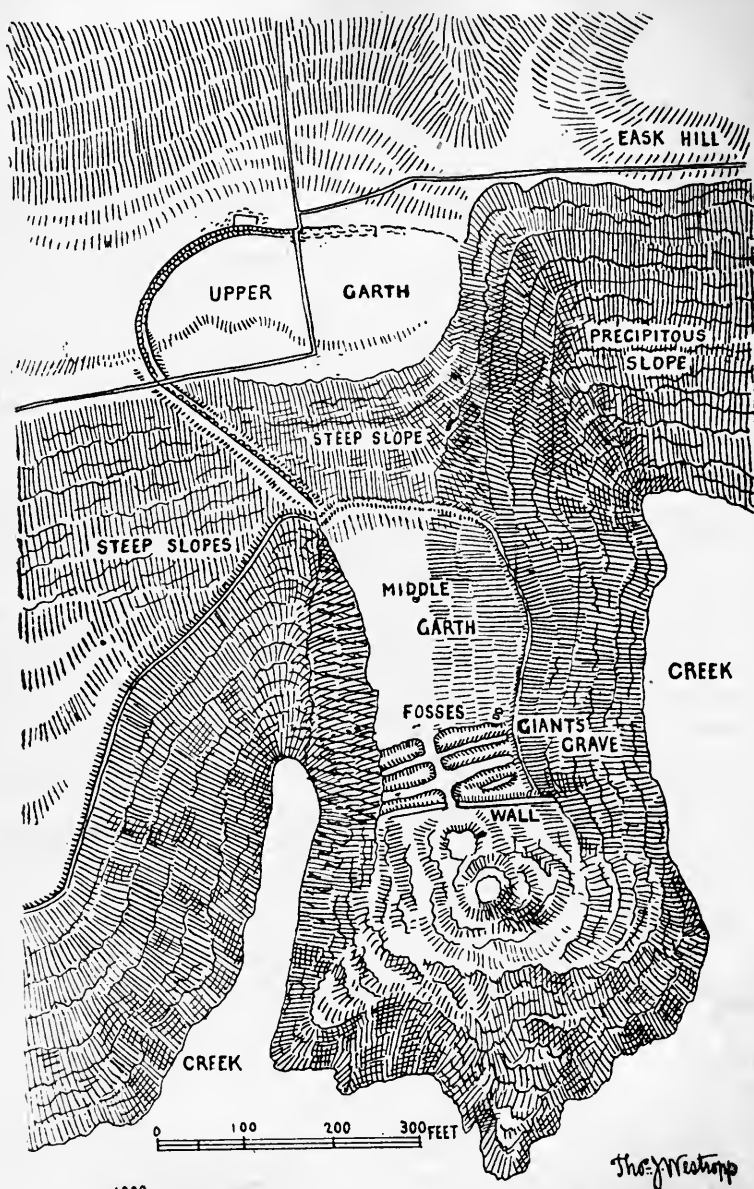 EASK HILL
UPPER GARTH
PRECIPITOUS
SLOPE
STEEP SLOPE
STEEP SLOPES
MIDDLE
GARTH
CREEK
FOSSES
GIANTS
GRAVE
WALL
CREEK
0 100 200 300 FEET
Thos. J Westropp